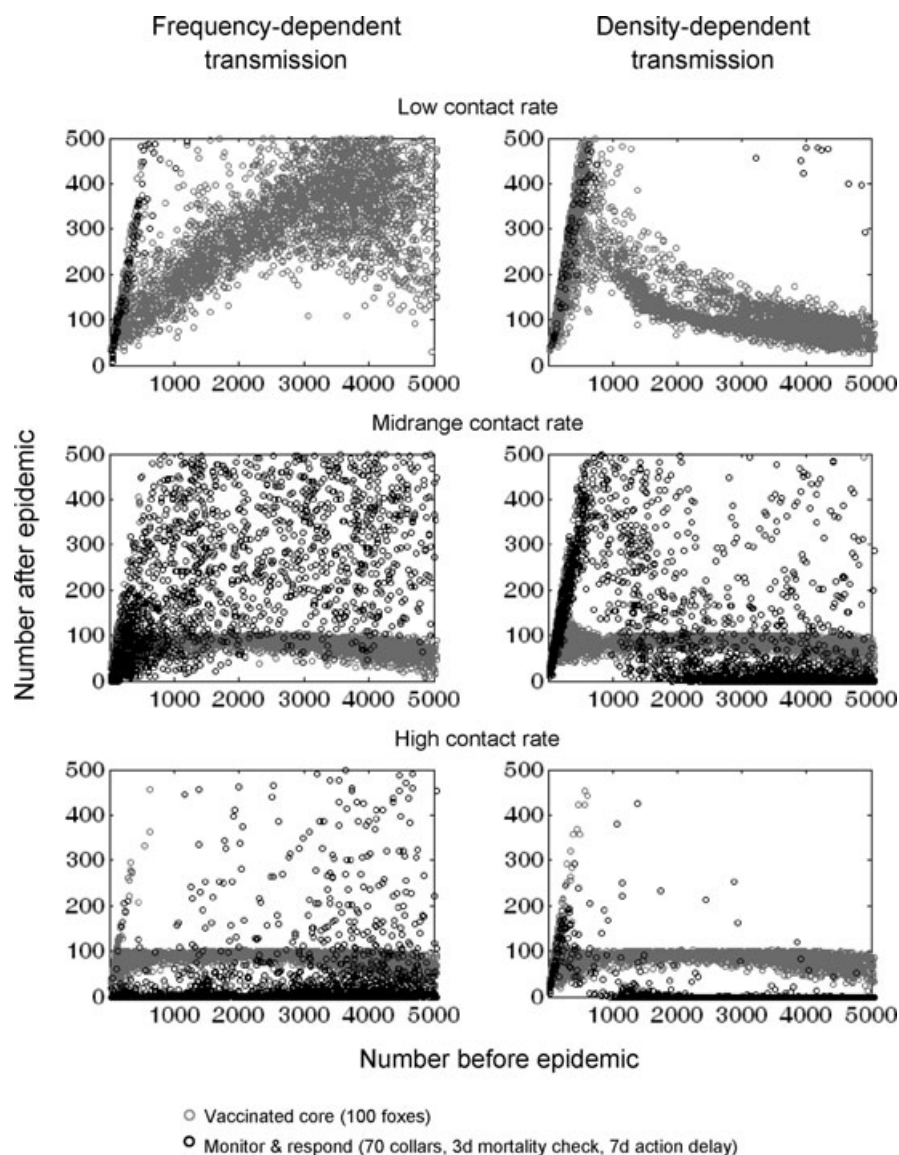 Frequency-dependent
transmission
Density-dependent
transmission
Low contact rate
500
400
300
200
100
0
1000 2000 3000 4000 5000
500
400
300
200
100
0
1000 2000 3000 4000 5000
Midrange contact rate
Number after epidemic
500
400
300
200
100
0
1000 2000 3000 4000 5000
500
400
300
200
100
0
1000 2000 3000 4000 5000
High contact rate
500
400
300
200
100
0
1000 2000 3000 4000 5000
500
400
300
200
100
0
1000 2000 3000 4000 5000
Number before epidemic
Vaccinated core (100 foxes)
Monitor & respond (70 collars, 3d mortality check, 7d action delay)